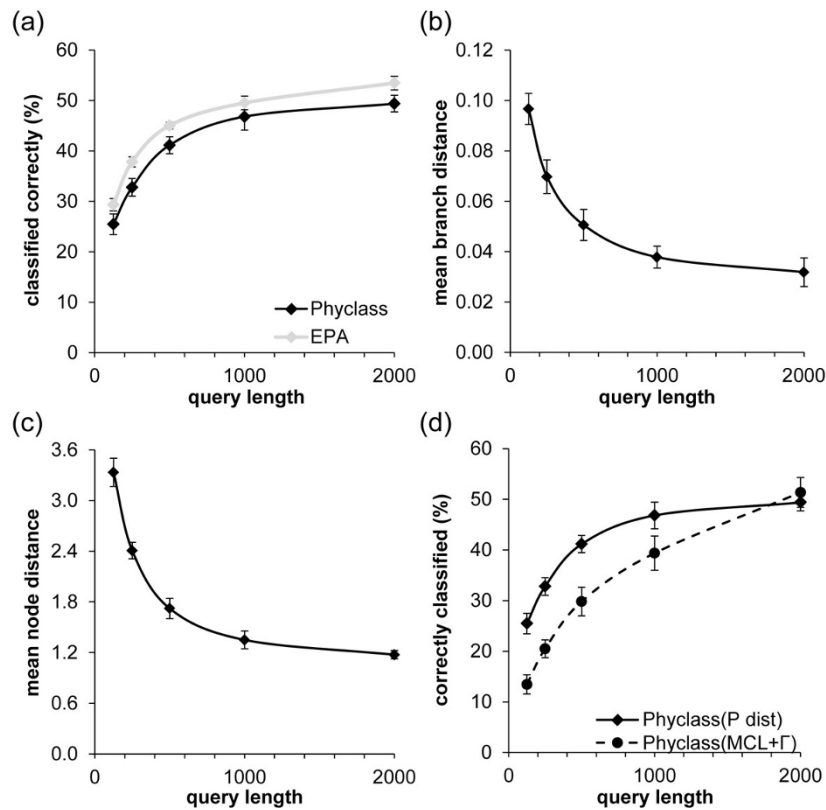 (a)
60
50
40
30
20
10
0
classified correctly (%)
Phyclass
EPA
0 1000 2000
query length
(b)
0.12
0.10
0.08
0.06
0.04
0.02
0.00
mean branch distance
0 1000 2000
query length
(c)
3.6
3.0
2.4
1.8
1.2
0.6
0.0
mean node distance
0 1000 2000
query length
(d)
60
50
40
30
20
10
0
correctly classified (%)
Phyclass(P dist)
Phyclass(MCL+Γ)
0 1000 2000
query length